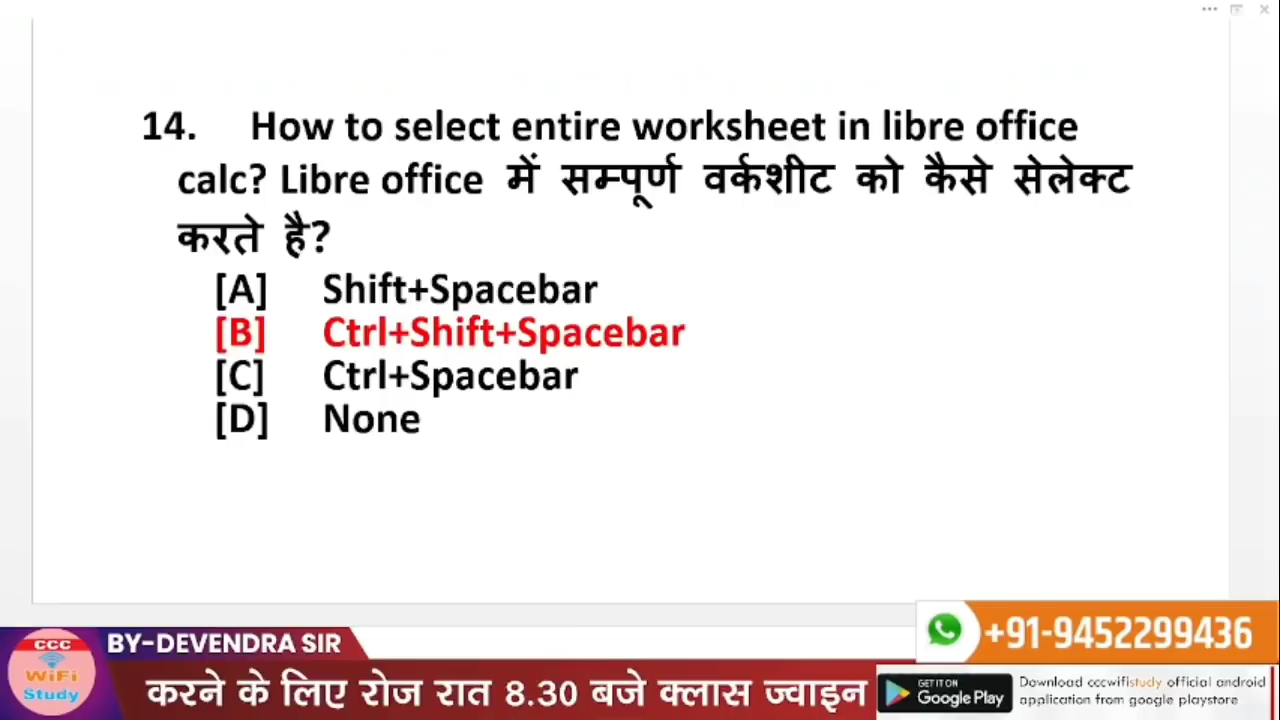 14. How to select entire worksheet in libre office
calc? Libre office में सम्पूर्ण वर्कशीट को कैसे सेलेक्ट
करते है?
[A] Shift+Spacebar
[B] Ctrl+Shift+Spacebar
[C] Ctrl+Spacebar
[D] None
+91-9452299436
CCC
WiFi
Study
BY-DEVENDRA SIR
करने के लिए रोज रात 8.30 बजे क्लास ज्वाइन
GET IT ON
Google Play
Download cccwifistudy official android
application from google playstore